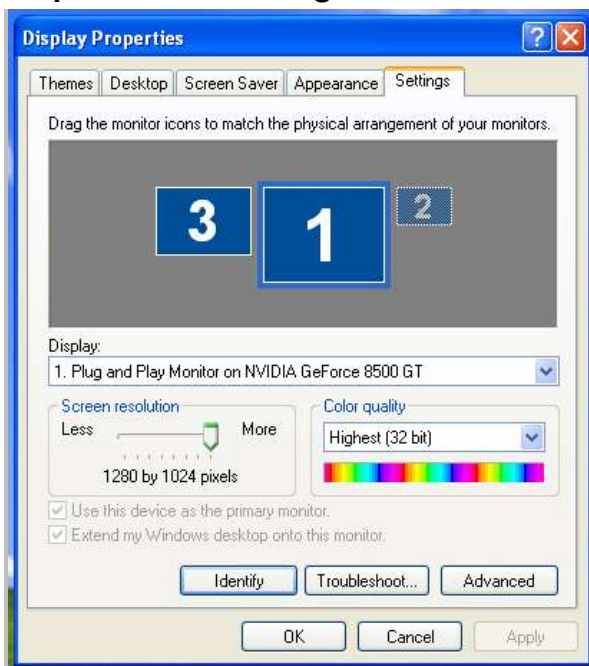 Display Properties
Themes Desktop Screen Saver Appearance Settings
Drag the monitor icons to match the physical arrangement of your monitors.
3 1 2
Display:
1. Plug and Play Monitor on NVIDIA GeForce 8500 GT
Screen resolution
Less More
1280 by 1024 pixels
Color quality
Highest (32 bit)
Use this device as the primary monitor.
Extend my Windows desktop onto this monitor.
Identify Troubleshoot... Advanced
OK Cancel Apply